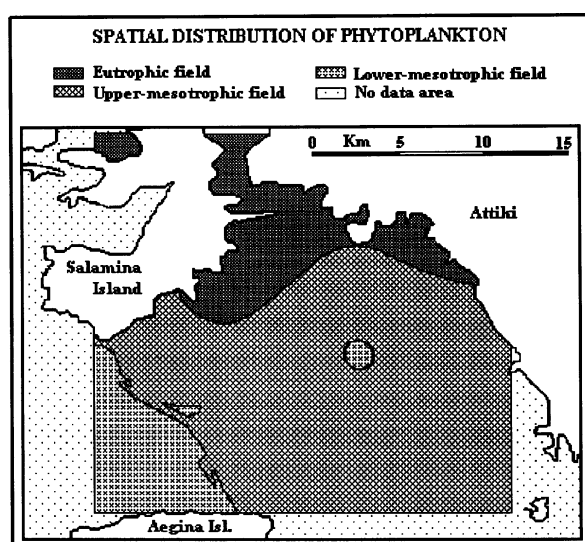 SPATIAL DISTRIBUTION OF PHYTOPLANKTON
Eutrophic field
Lower-mesotrophic field
Upper-mesotrophic field
No data area
0 Km 5 10 15
Attiki
Salamina
Island
Aegina Isl.